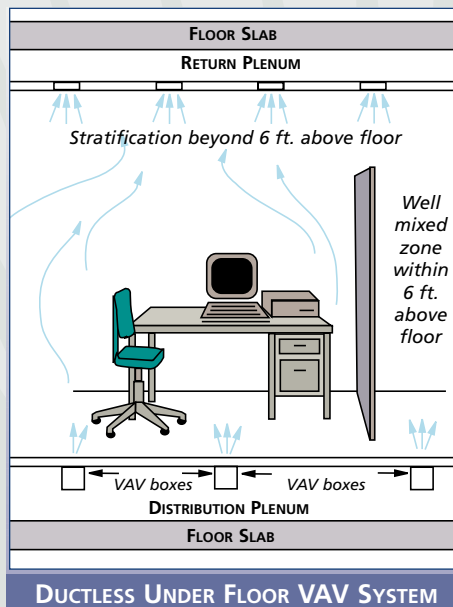 FLOOR SLAB
RETURN PLENUM
Stratification beyond 6 ft. above floor
Well
mixed
zone
within
6 ft.
above
floor
VAV boxes VAV boxes
DISTRIBUTION PLENUM
FLOOR SLAB
DUCTLESS UNDER FLOOR VAV SYSTEM